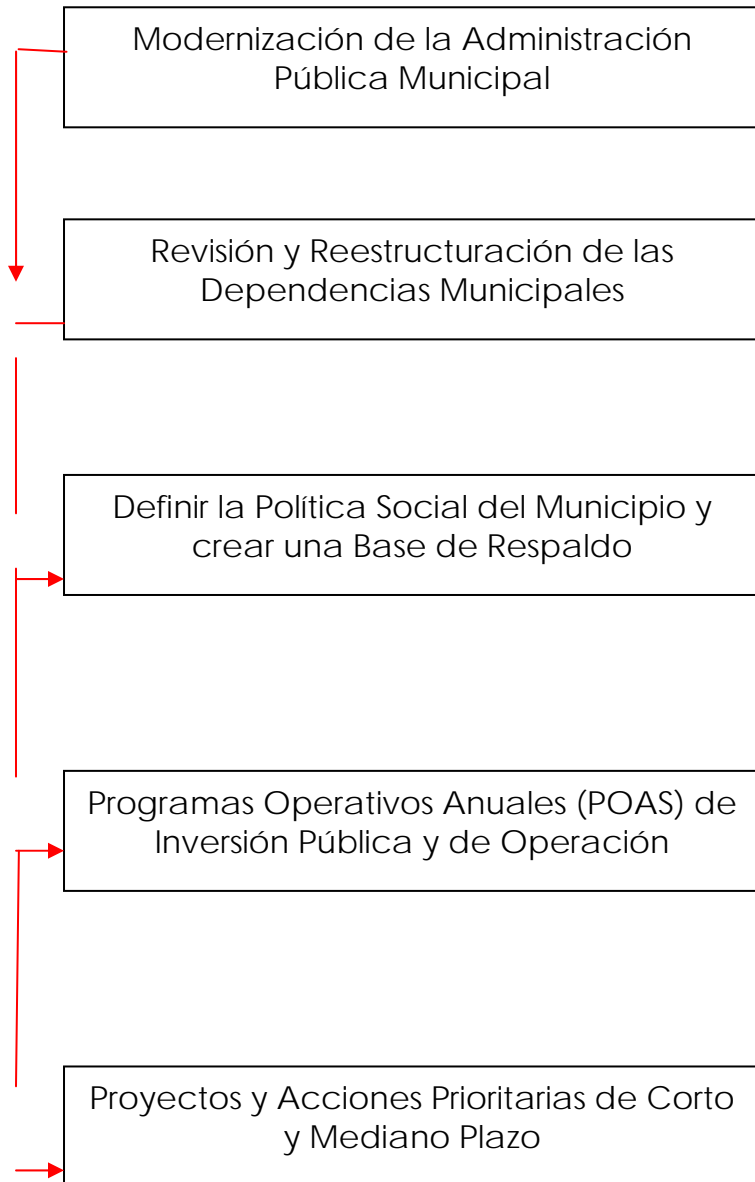 Modernización de la Administración
Pública Municipal
Revisión y Reestructuración de las
Dependencias Municipales
Definir la Política Social del Municipio y
crear una Base de Respaldo
Programas Operativos Anuales (POAS) de
Inversión Pública y de Operación
Proyectos y Acciones Prioritarias de Corto
y Mediano Plazo